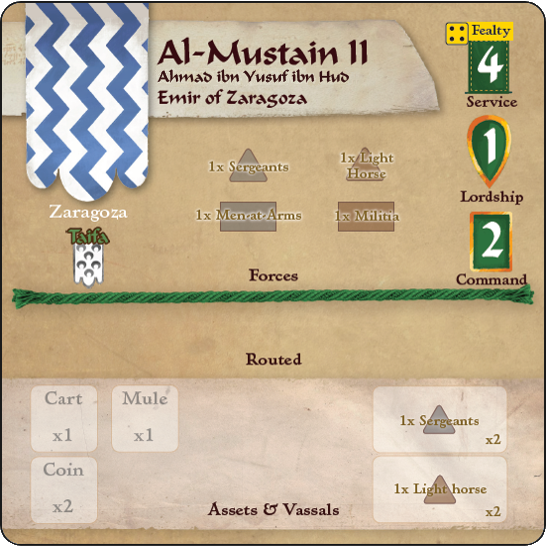 Al-Mustain II
Ahmad ibn Yusuf ibn Hud
Emir of Zaragoza
Fealty
4
Service
1
Lordship
2
Command
Zaragoza
Taifa
1x Sergeants
1x Light
Horse
1x Men-at-Arms
1x Militia
Forces
Routed
Cart
x1
Mule
x1
Coin
x2
1x Sergeants
x2
1x Light horse
x2
Assets & Vassals